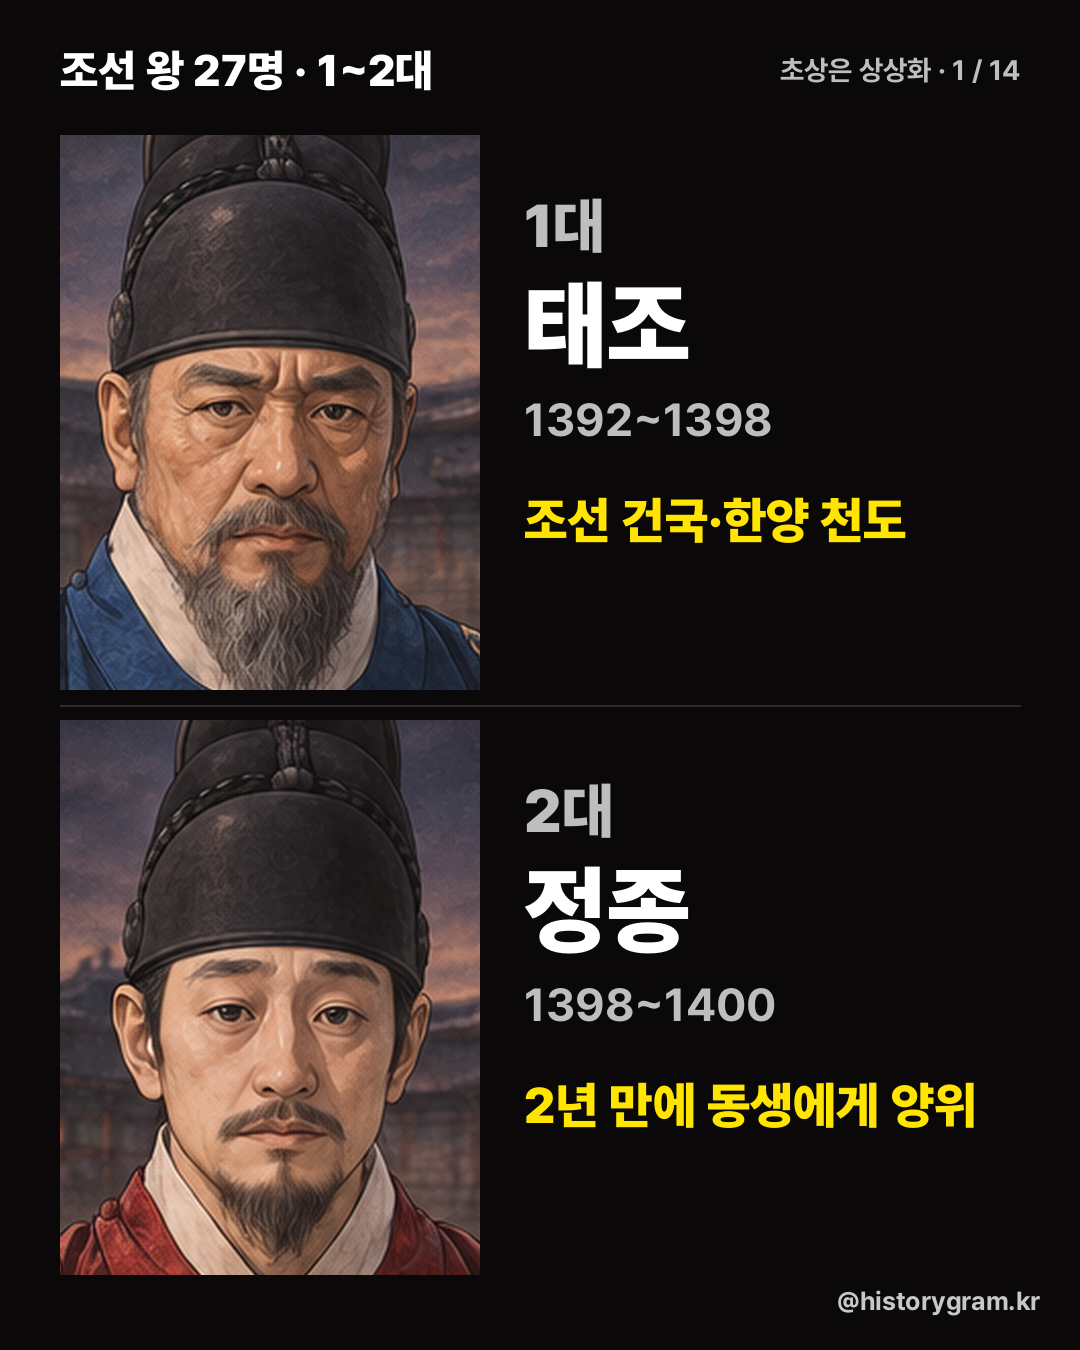 조선 왕 27명 · 1~2대
초상은 상상화 · 1 / 14
1대
태조
1392~1398
조선 건국·한양 천도
2대
정종
1398~1400
2년 만에 동생에게 양위
@historygram.kr